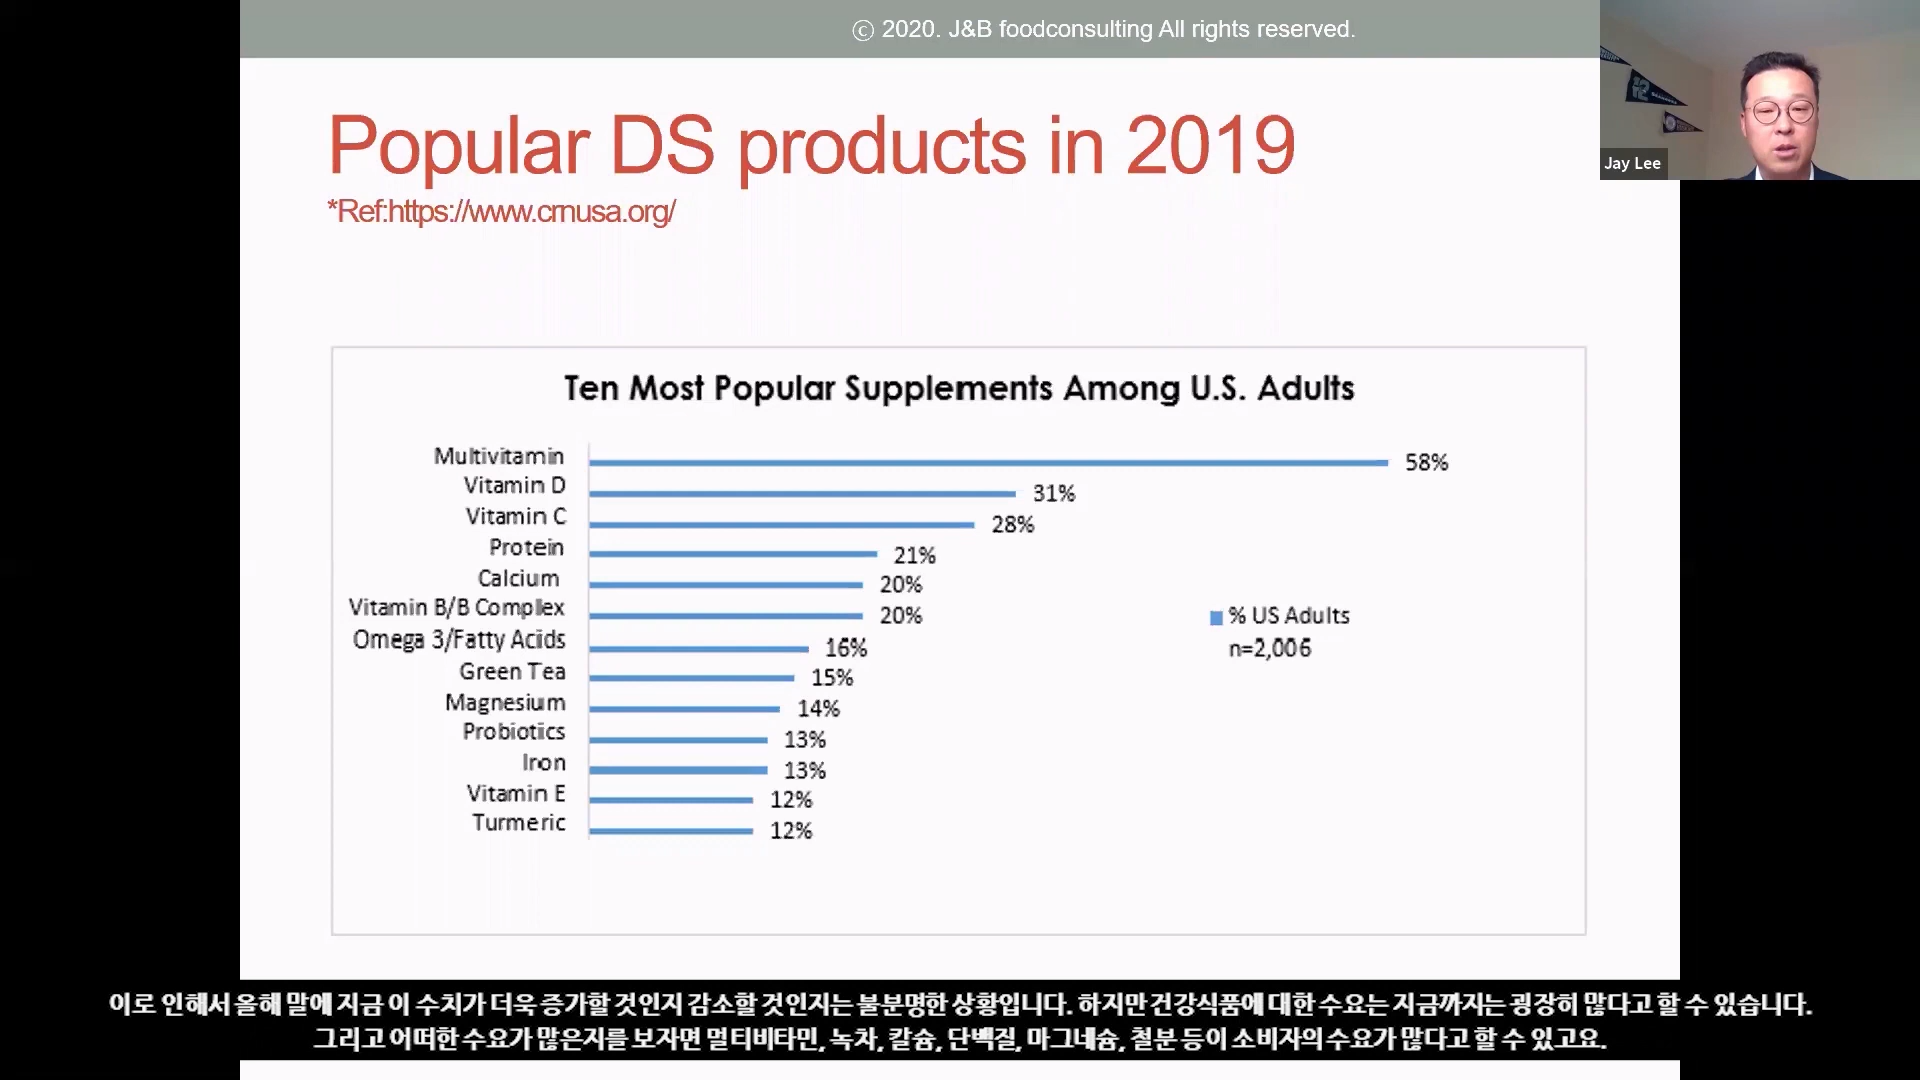 ⓒ 2020. J&B foodconsulting All rights reserved.
Jay Lee
Popular DS products in 2019
*Ref:https://www.crnusa.org/
Ten Most Popular Supplements Among U.S. Adults
Multivitamin 58%
Vitamin D 31%
Vitamin C 28%
Protein 21%
Calcium 20%
Vitamin B/B Complex 20%
Omega 3/Fatty Acids 16%
Green Tea 15%
Magnesium 14%
Probiotics 13%
Iron 13%
Vitamin E 12%
Turmeric 12%
% US Adults
n=2,006
이로 인해서 올해 말에 지금 이 수치가 더욱 증가할 것인지 감소할 것인지는 불분명한 상황입니다. 하지만 건강식품에 대한 수요는 지금까지는 굉장히 많다고 할 수 있습니다.
그리고 어떠한 수요가 많은지를 보자면 멀티비타민, 녹차, 칼슘, 단백질, 마그네슘, 철분 등이 소비자의 수요가 많다고 할 수 있고요.